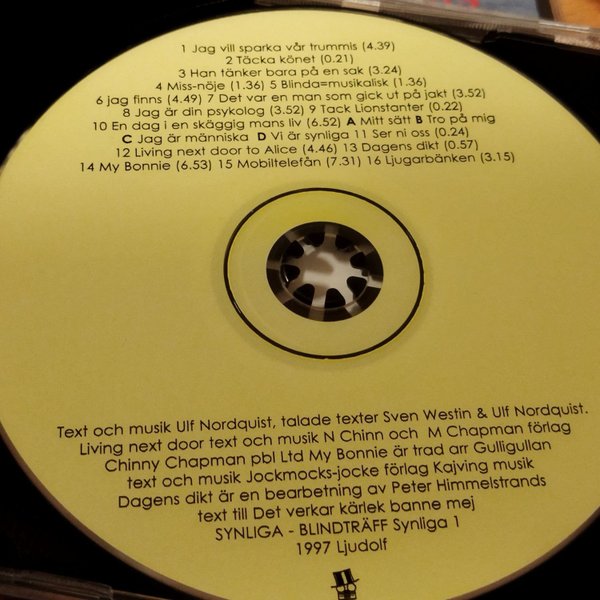 1 Jag vill sparka vår trummis (4.39)
2 Täcka könet (0.21)
3 Han tänker bara på en sak (3.24)
4 Miss-nöje (1.36) 5 Blinda=musikalisk (1.36)
6 jag finns (4.49) 7 Det var en man som gick ut på jakt (3.52)
8 Jag är din psykolog (3.52) 9 Tack Lionstanter (0.22)
10 En dag i en skäggig mans liv (6.52) A Mitt sätt B Tro på mig
C Jag är människa D Vi är synliga 11 Ser ni oss (0.24)
12 Living next door to Alice (4.46) 13 Dagens dikt (0.57)
14 My Bonnie (6.53) 15 Mobiltelefån (7.31) 16 Ljugarbänken (3.15)
Text och musik Ulf Nordquist, talade texter Sven Westin & Ulf Nordquist.
Living next door text och musik N Chinn och M Chapman förlag
Chinny Chapman pbl Ltd My Bonnie är trad arr Gulligullan
text och musik Jockmocks-jocke förlag Kajving musik
Dagens dikt är en bearbetning av Peter Himmelstrands
text till Det verkar kärlek banne mej
SYNLIGA - BLINDTRÄFF Synliga 1
1997 Ljudolf